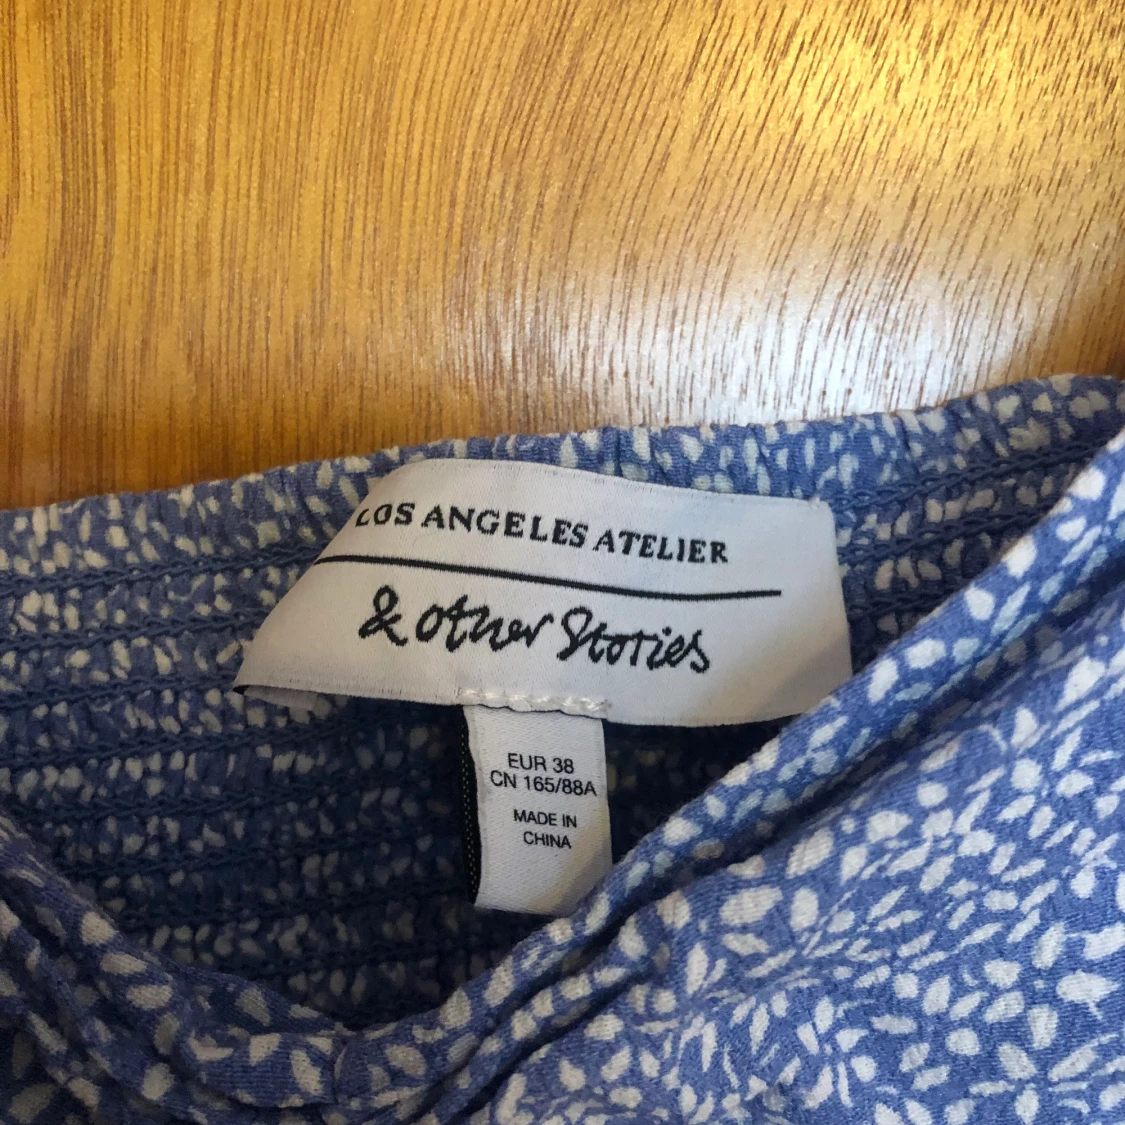 LOS ANGELES ATELIER
& other Stories
EUR 38
CN 165/88A
MADE IN
CHINA